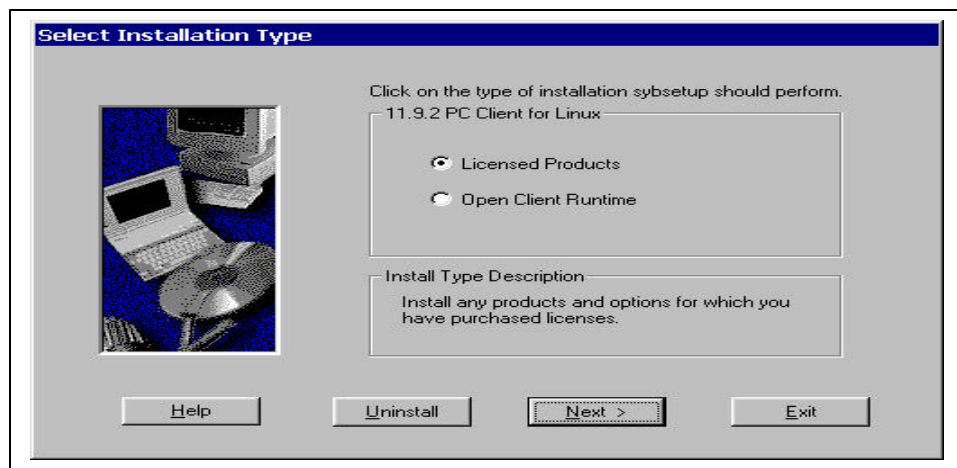 Select Installation Type
Click on the type of installation sybsetup should perform.
11.9.2 PC Client for Linux
Licensed Products
Open Client Runtime
Install Type Description
Install any products and options for which you
have purchased licenses.
Help
Uninstall
Next >
Exit